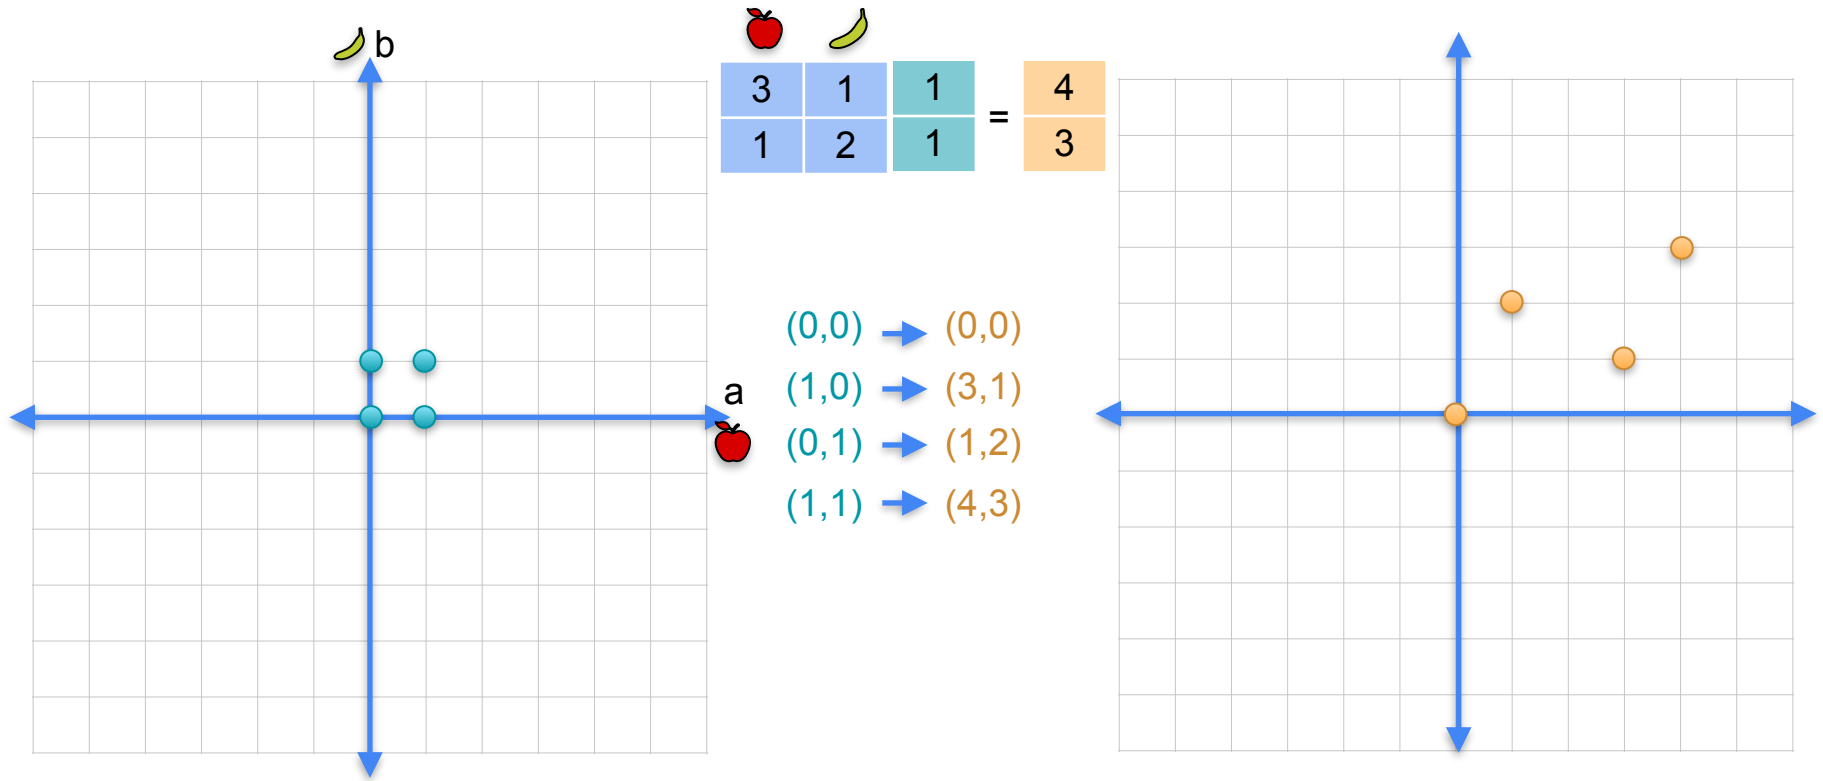 b
3 1 1 = 4
1 2 1 3
a
(0,0) (0,0)
(1,0) (3,1)
(0,1) (1,2)
(1,1) (4,3)